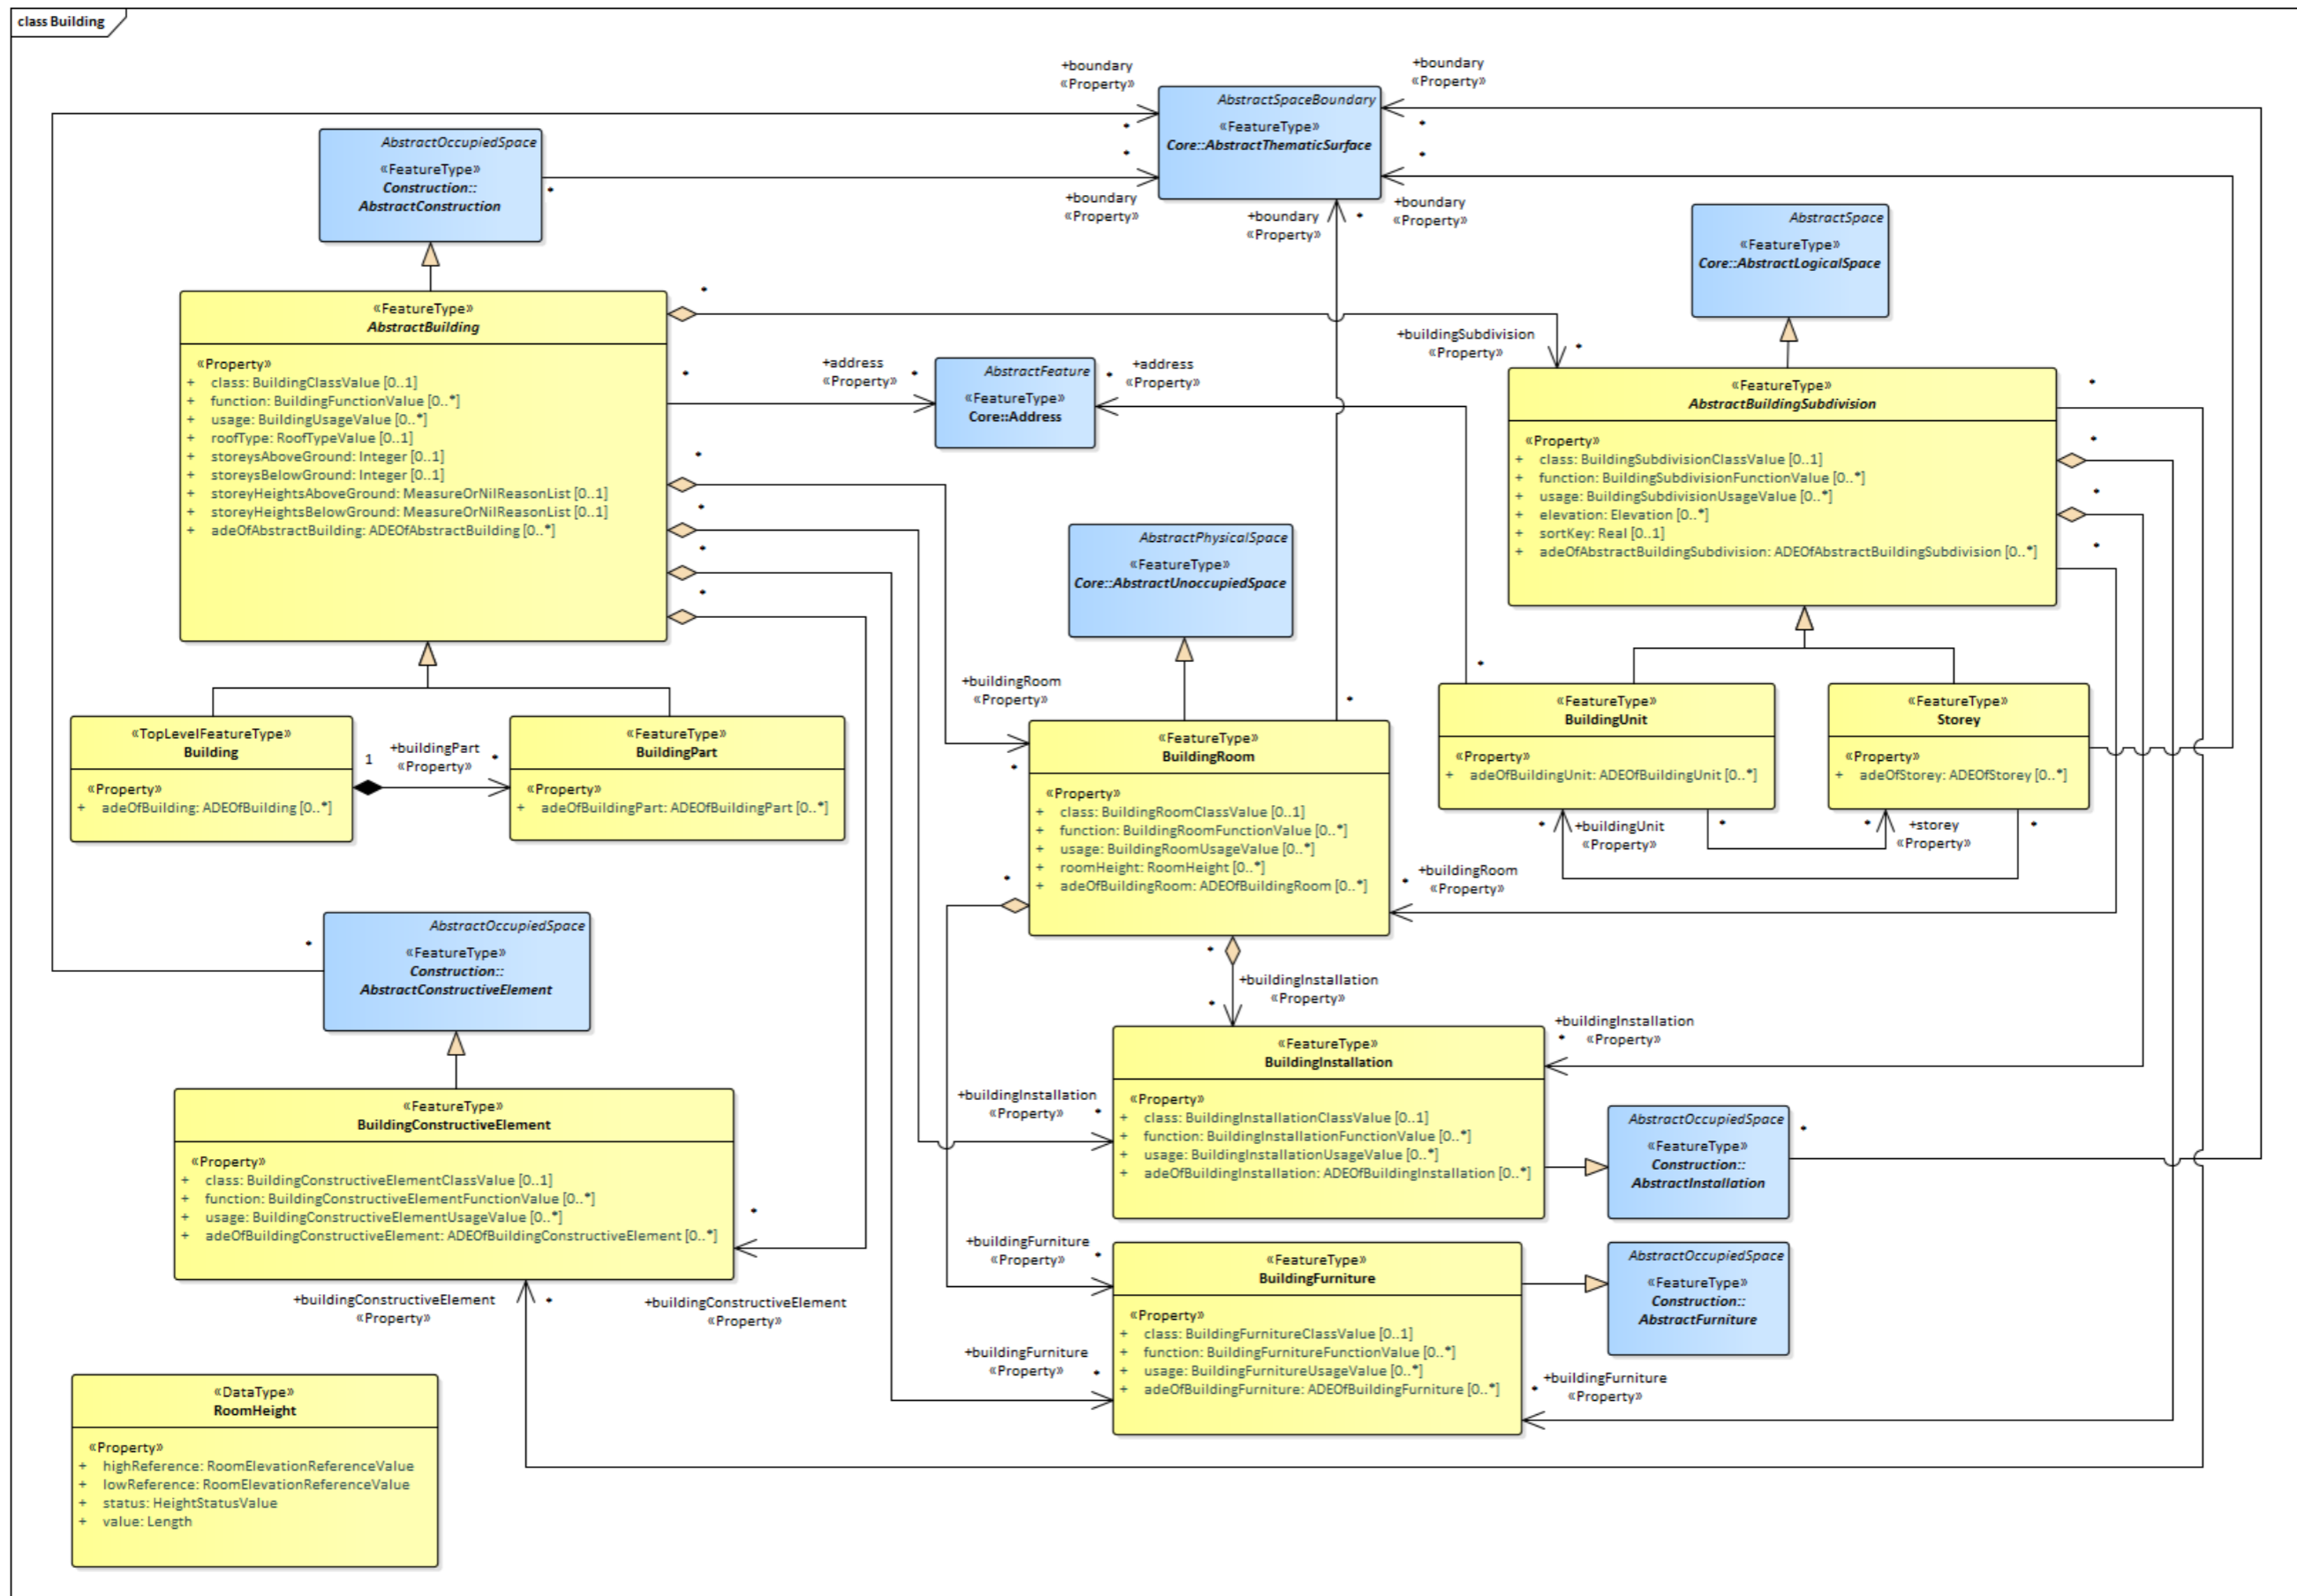 class Building
+boundary
«Property»
+boundary
«Property»
AbstractSpaceBoundary
«FeatureType»
Core::AbstractThematicSurface
*
*
*
*
+boundary
«Property»
+boundary
«Property»
+boundary
«Property»
*
AbstractOccupiedSpace
«FeatureType»
Construction::
AbstractConstruction
*
AbstractSpace
«FeatureType»
Core::AbstractLogicalSpace
«FeatureType»
AbstractBuilding
«Property»
+ class: BuildingClassValue [0..1]
+ function: BuildingFunctionValue [0..*]
+ usage: BuildingUsageValue [0..*]
+ roofType: RoofTypeValue [0..1]
+ storeysAboveGround: Integer [0..1]
+ storeysBelowGround: Integer [0..1]
+ storeyHeightsAboveGround: MeasureOrNilReasonList [0..1]
+ storeyHeightsBelowGround: MeasureOrNilReasonList [0..1]
+ adeOfAbstractBuilding: ADEOfAbstractBuilding [0..*]
*
*
*
*
*
*
+address
«Property»
*
AbstractFeature
«FeatureType»
Core::Address
*
+address
«Property»
+buildingSubdivision
«Property»
*
«FeatureType»
AbstractBuildingSubdivision
«Property»
+ class: BuildingSubdivisionClassValue [0..1]
+ function: BuildingSubdivisionFunctionValue [0..*]
+ usage: BuildingSubdivisionUsageValue [0..*]
+ elevation: Elevation [0..*]
+ sortKey: Real [0..1]
+ adeOfAbstractBuildingSubdivision: ADEOfAbstractBuildingSubdivision [0..*]
*
*
*
*
AbstractPhysicalSpace
«FeatureType»
Core::AbstractUnoccupiedSpace
«TopLevelFeatureType»
Building
«Property»
+ adeOfBuilding: ADEOfBuilding [0..*]
1
+buildingPart
«Property»
*
«FeatureType»
BuildingPart
«Property»
+ adeOfBuildingPart: ADEOfBuildingPart [0..*]
+buildingRoom
«Property»
*
*
«FeatureType»
BuildingRoom
«Property»
+ class: BuildingRoomClassValue [0..1]
+ function: BuildingRoomFunctionValue [0..*]
+ usage: BuildingRoomUsageValue [0..*]
+ roomHeight: RoomHeight [0..*]
+ adeOfBuildingRoom: ADEOfBuildingRoom [0..*]
*
*
«FeatureType»
BuildingUnit
«Property»
+ adeOfBuildingUnit: ADEOfBuildingUnit [0..*]
«FeatureType»
Storey
«Property»
+ adeOfStorey: ADEOfStorey [0..*]
*
+buildingUnit
«Property»
*
*
+storey
«Property»
*
*
+buildingRoom
«Property»
AbstractOccupiedSpace
«FeatureType»
Construction::
AbstractConstructiveElement
*
*
+buildingInstallation
«Property»
*
+buildingInstallation
* «Property»
«FeatureType»
BuildingInstallation
«Property»
+ class: BuildingInstallationClassValue [0..1]
+ function: BuildingInstallationFunctionValue [0..*]
+ usage: BuildingInstallationUsageValue [0..*]
+ adeOfBuildingInstallation: ADEOfBuildingInstallation [0..*]
+buildingInstallation
«Property»
*
AbstractOccupiedSpace
«FeatureType»
Construction::
AbstractInstallation
*
«FeatureType»
BuildingConstructiveElement
«Property»
+ class: BuildingConstructiveElementClassValue [0..1]
+ function: BuildingConstructiveElementFunctionValue [0..*]
+ usage: BuildingConstructiveElementUsageValue [0..*]
+ adeOfBuildingConstructiveElement: ADEOfBuildingConstructiveElement [0..*]
*
+buildingConstructiveElement
«Property»
*
+buildingConstructiveElement
«Property»
+buildingFurniture
«Property»
*
«FeatureType»
BuildingFurniture
«Property»
+ class: BuildingFurnitureClassValue [0..1]
+ function: BuildingFurnitureFunctionValue [0..*]
+ usage: BuildingFurnitureUsageValue [0..*]
+ adeOfBuildingFurniture: ADEOfBuildingFurniture [0..*]
+buildingFurniture
«Property»
*
AbstractOccupiedSpace
«FeatureType»
Construction::
AbstractFurniture
*
+buildingFurniture
«Property»
«DataType»
RoomHeight
«Property»
+ highReference: RoomElevationReferenceValue
+ lowReference: RoomElevationReferenceValue
+ status: HeightStatusValue
+ value: Length